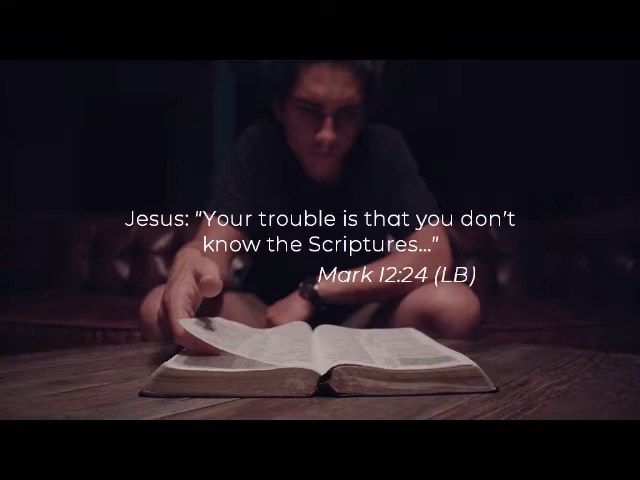 Jesus: "Your trouble is that you don't
know the Scriptures..."
Mark 12:24 (LB)